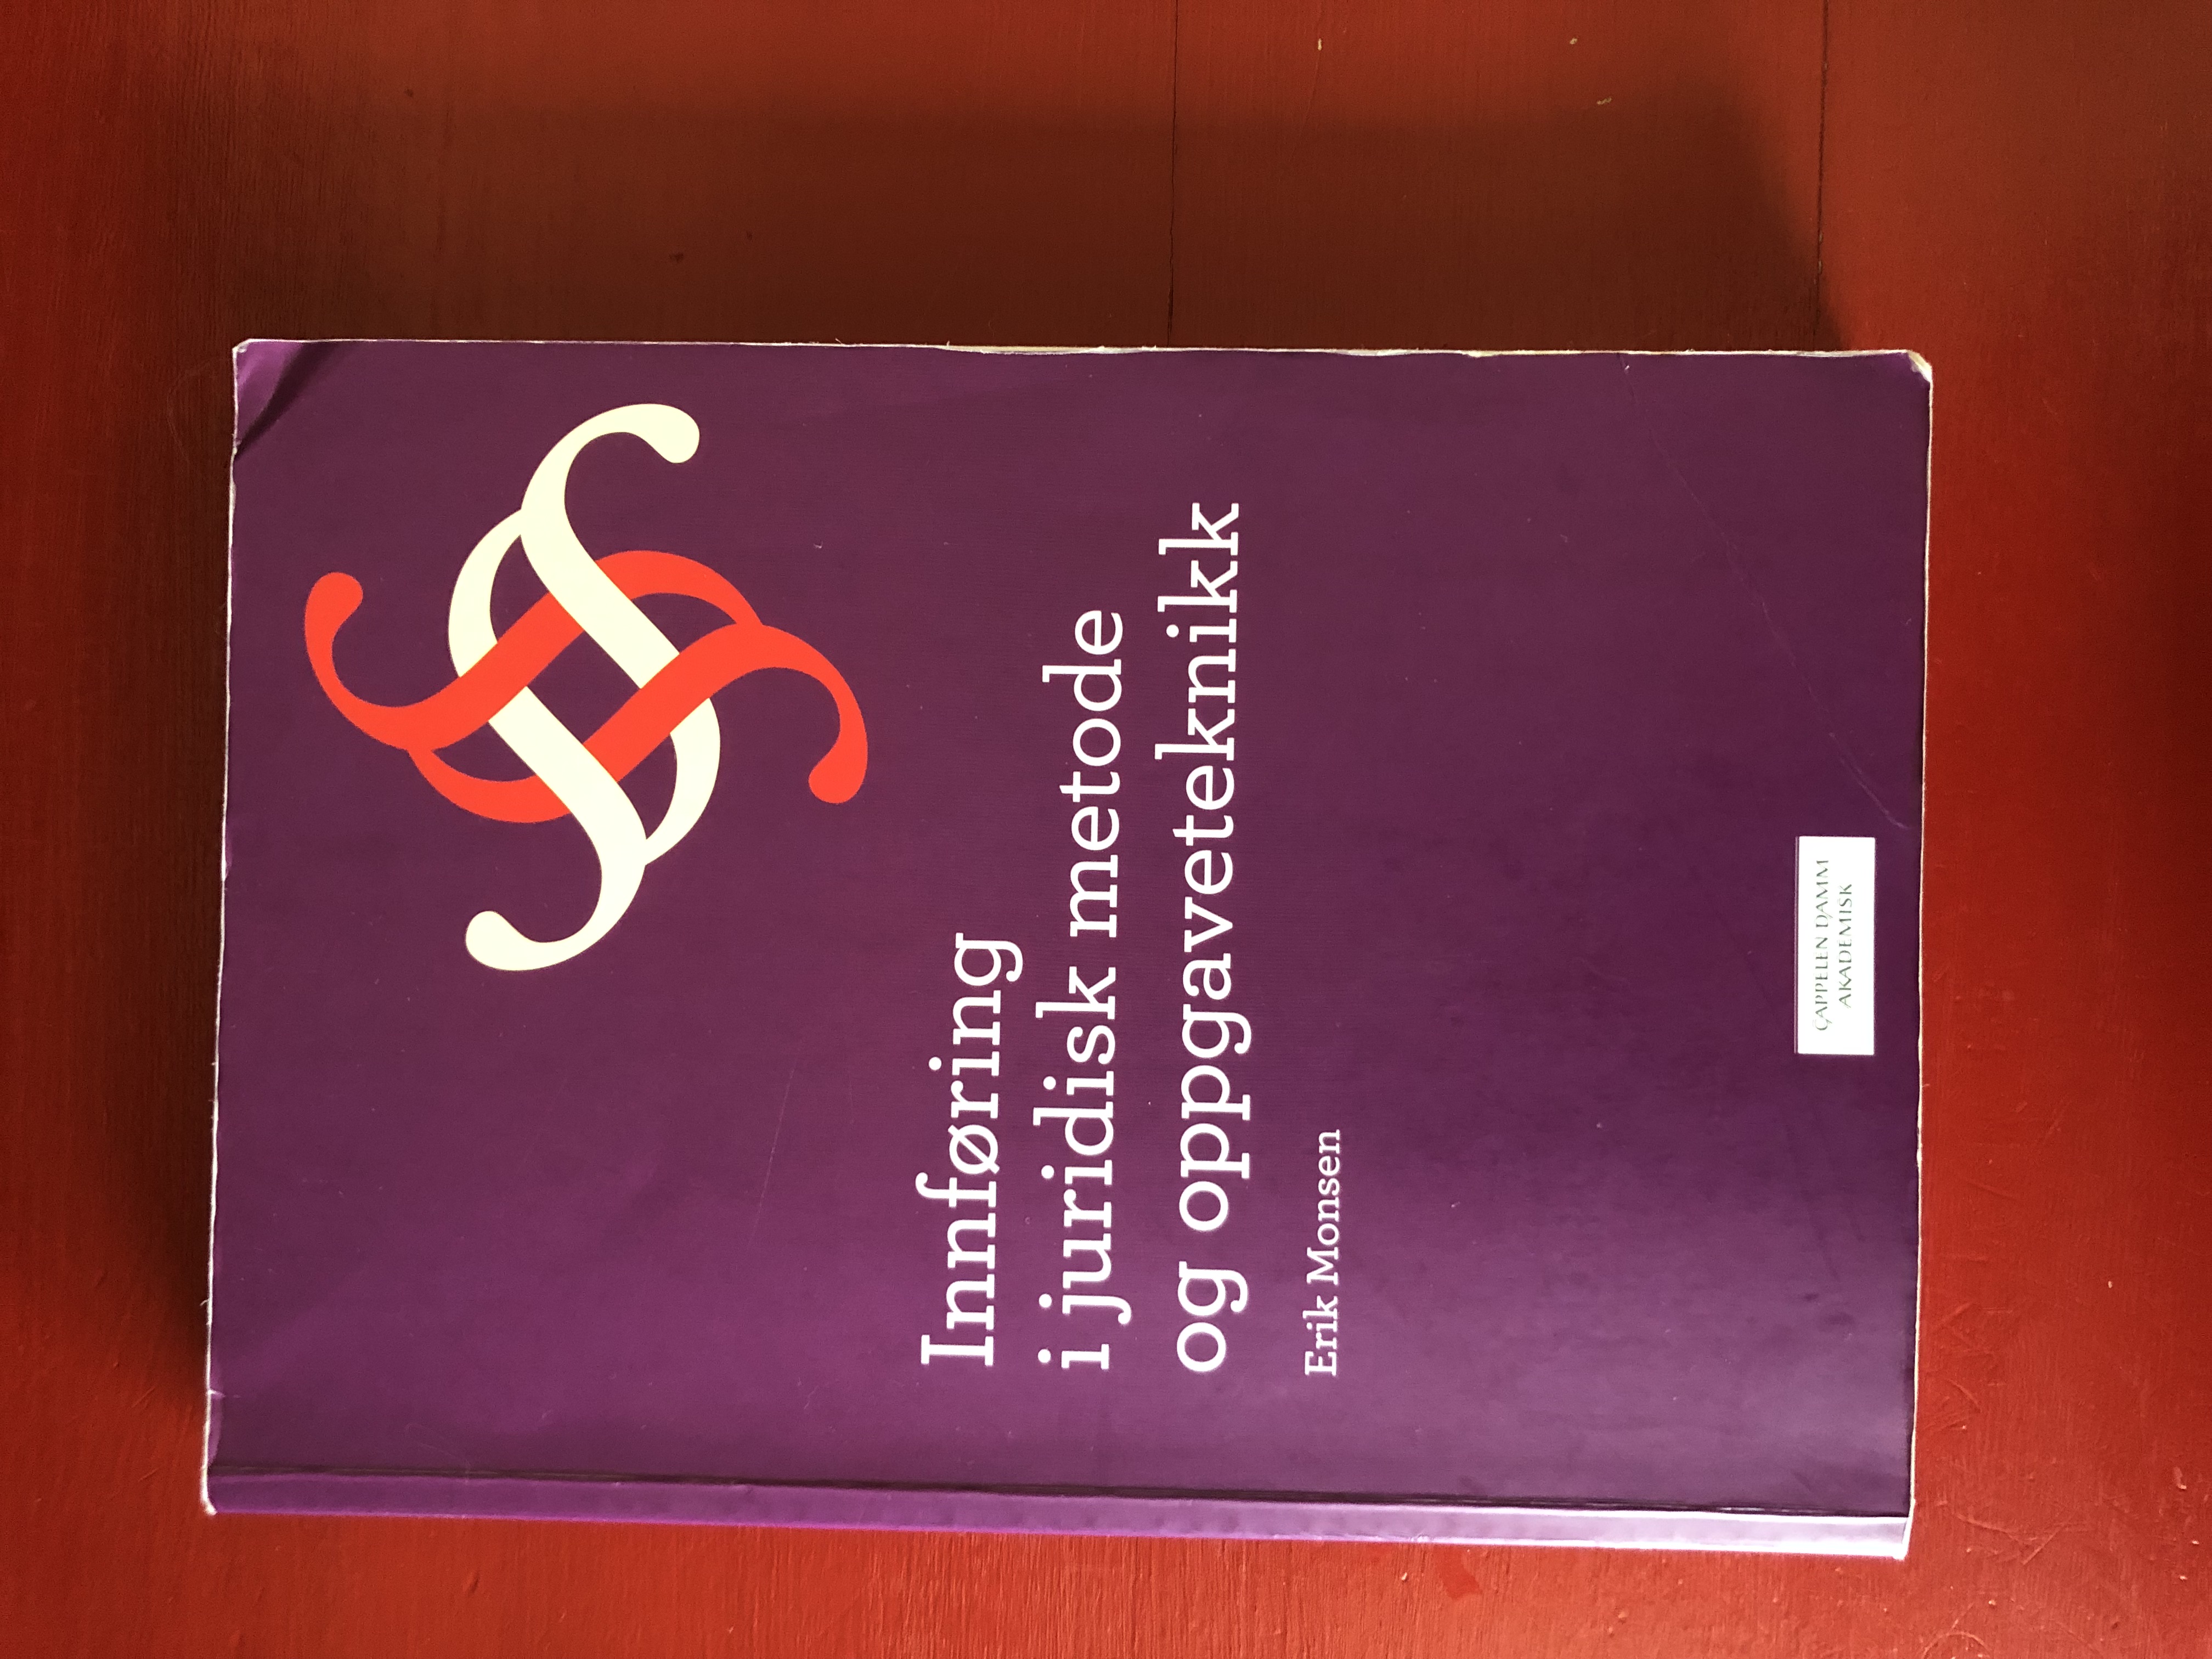 Innføring
i juridisk metode
og oppgaveteknikk
Erik Monsen
CAPPELEN DAMM
AKADEMISK